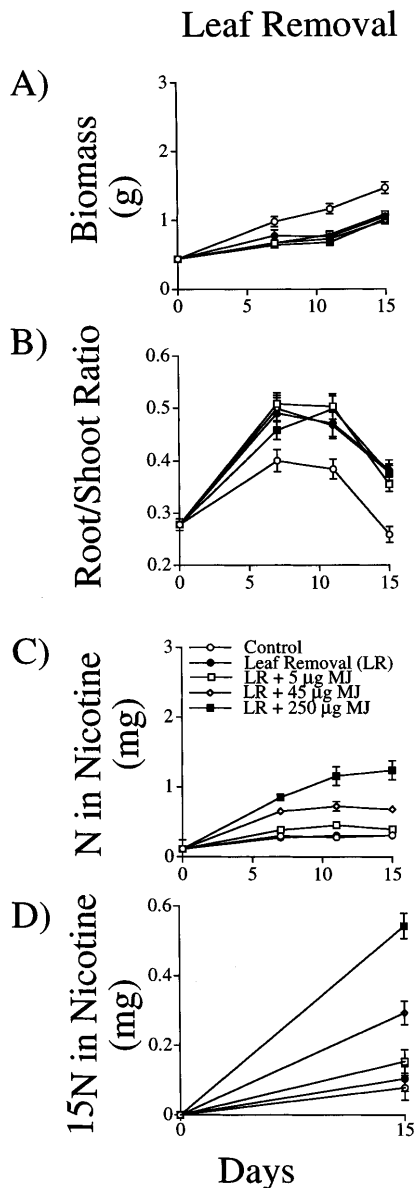 Leaf Removal
A)
Biomass
(g)
3
2
1
0
0 5 10 15
B)
Root/Shoot Ratio
0.6
0.5
0.4
0.3
0.2
0 5 10 15
C)
N in Nicotine
(mg)
3
2
1
0
0 5 10 15
Control
Leaf Removal (LR)
LR + 5 µg MJ
LR + 45 µg MJ
LR + 250 µg MJ
D)
15N in Nicotine
(mg)
0.6
0.4
0.2
0
0 15
Days